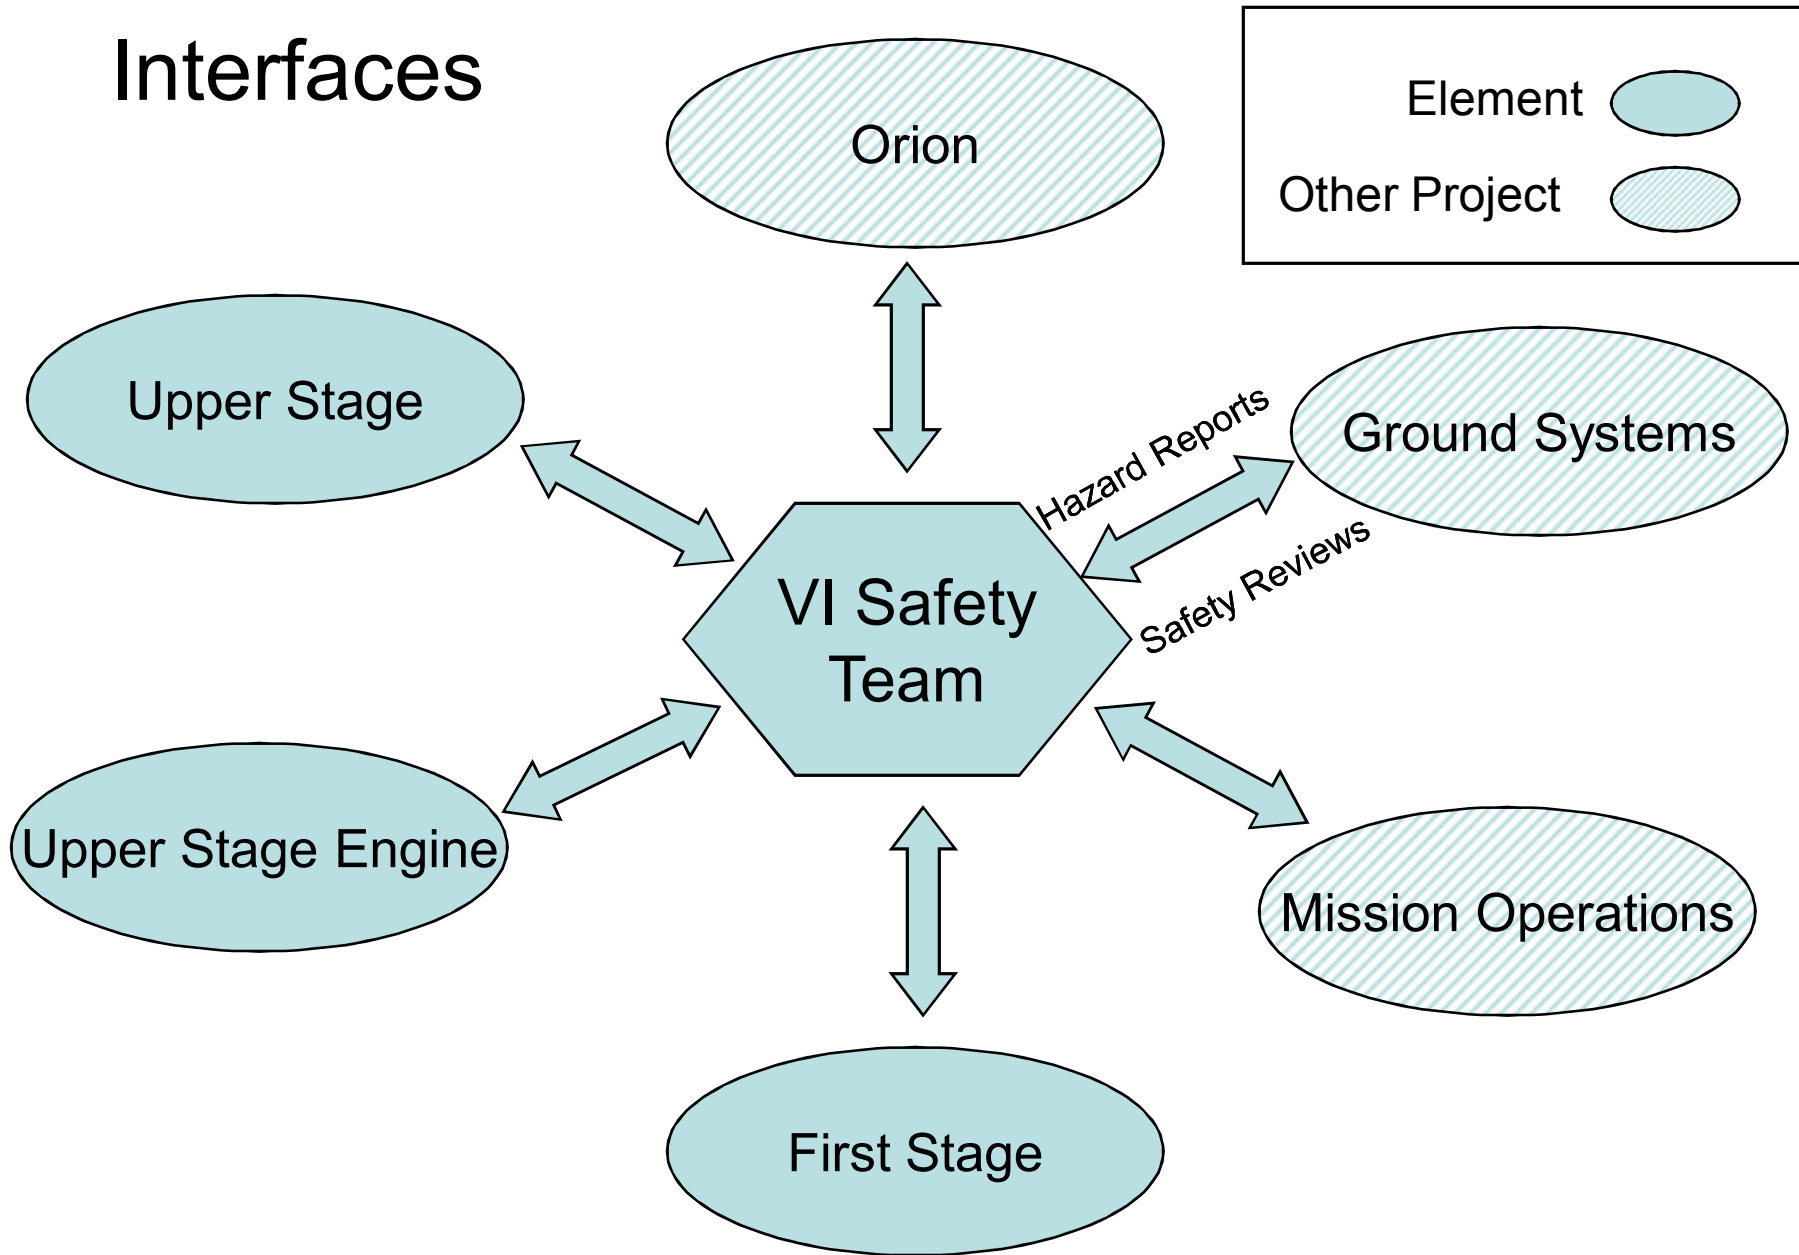 Interfaces
Element
Other Project
Orion
Upper Stage
Ground Systems
Hazard Reports
Safety Reviews
VI Safety
Team
Upper Stage Engine
Mission Operations
First Stage